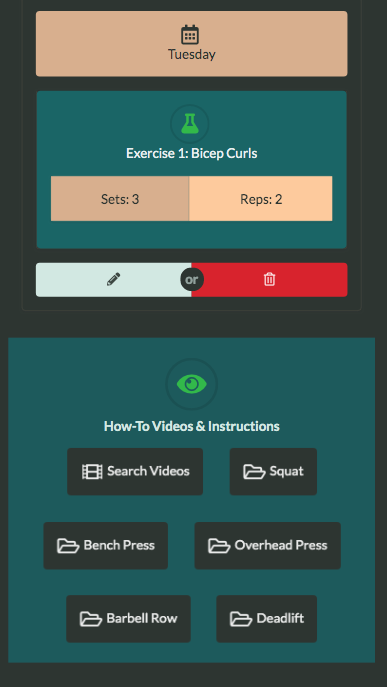 Tuesday
Exercise 1: Bicep Curls
Sets: 3 Reps: 2
or
How-To Videos & Instructions
Search Videos Squat
Bench Press Overhead Press
Barbell Row Deadlift